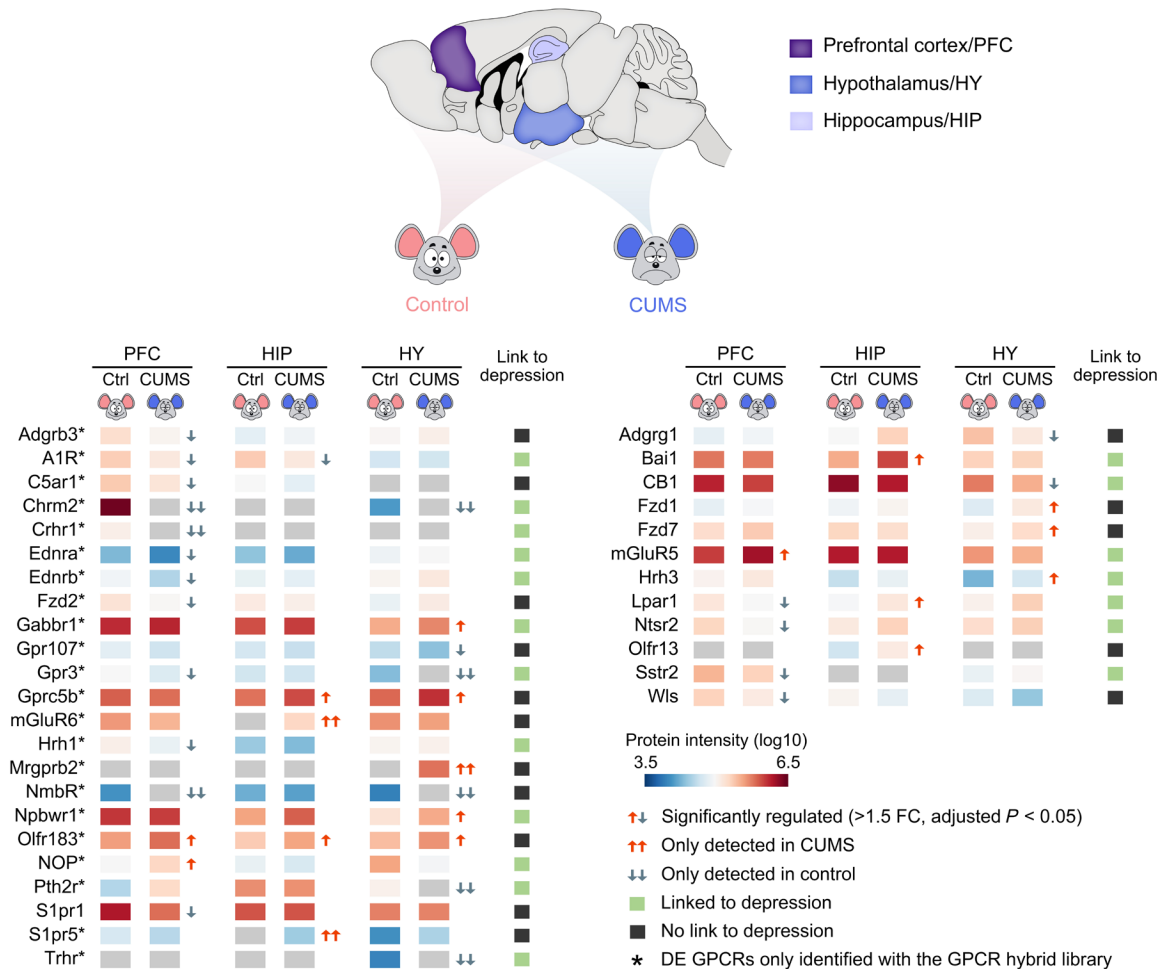 Prefrontal cortex/PFC
Hypothalamus/HY
Hippocampus/HIP
Control
CUMS
PFC
HIP
HY
Link to
depression
Ctrl CUMS
Ctrl CUMS
Ctrl CUMS
Adgrb3*
A1R*
C5ar1*
Chrm2*
Crhr1*
Ednra*
Ednrb*
Fzd2*
Gabbr1*
Gpr107*
Gpr3*
Gprc5b*
mGluR6*
Hrh1*
Mrgprb2*
NmbR*
Npbwr1*
Olfr183*
NOP*
Pth2r*
S1pr1
S1pr5*
Trhr*
PFC
HIP
HY
Link to
depression
Ctrl CUMS
Ctrl CUMS
Ctrl CUMS
Adgrg1
Bai1
CB1
Fzd1
Fzd7
mGluR5
Hrh3
Lpar1
Ntsr2
Olfr13
Sstr2
Wls
Protein intensity (log10)
3.5 6.5
↑↓ Significantly regulated (>1.5 FC, adjusted P < 0.05)
↑↑ Only detected in CUMS
↓↓ Only detected in control
Linked to depression
No link to depression
* DE GPCRs only identified with the GPCR hybrid library